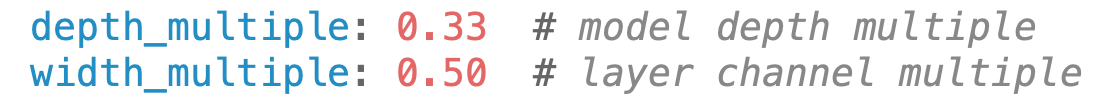 depth_multiple: 0.33  # model depth multiple
width_multiple: 0.50  # layer channel multiple